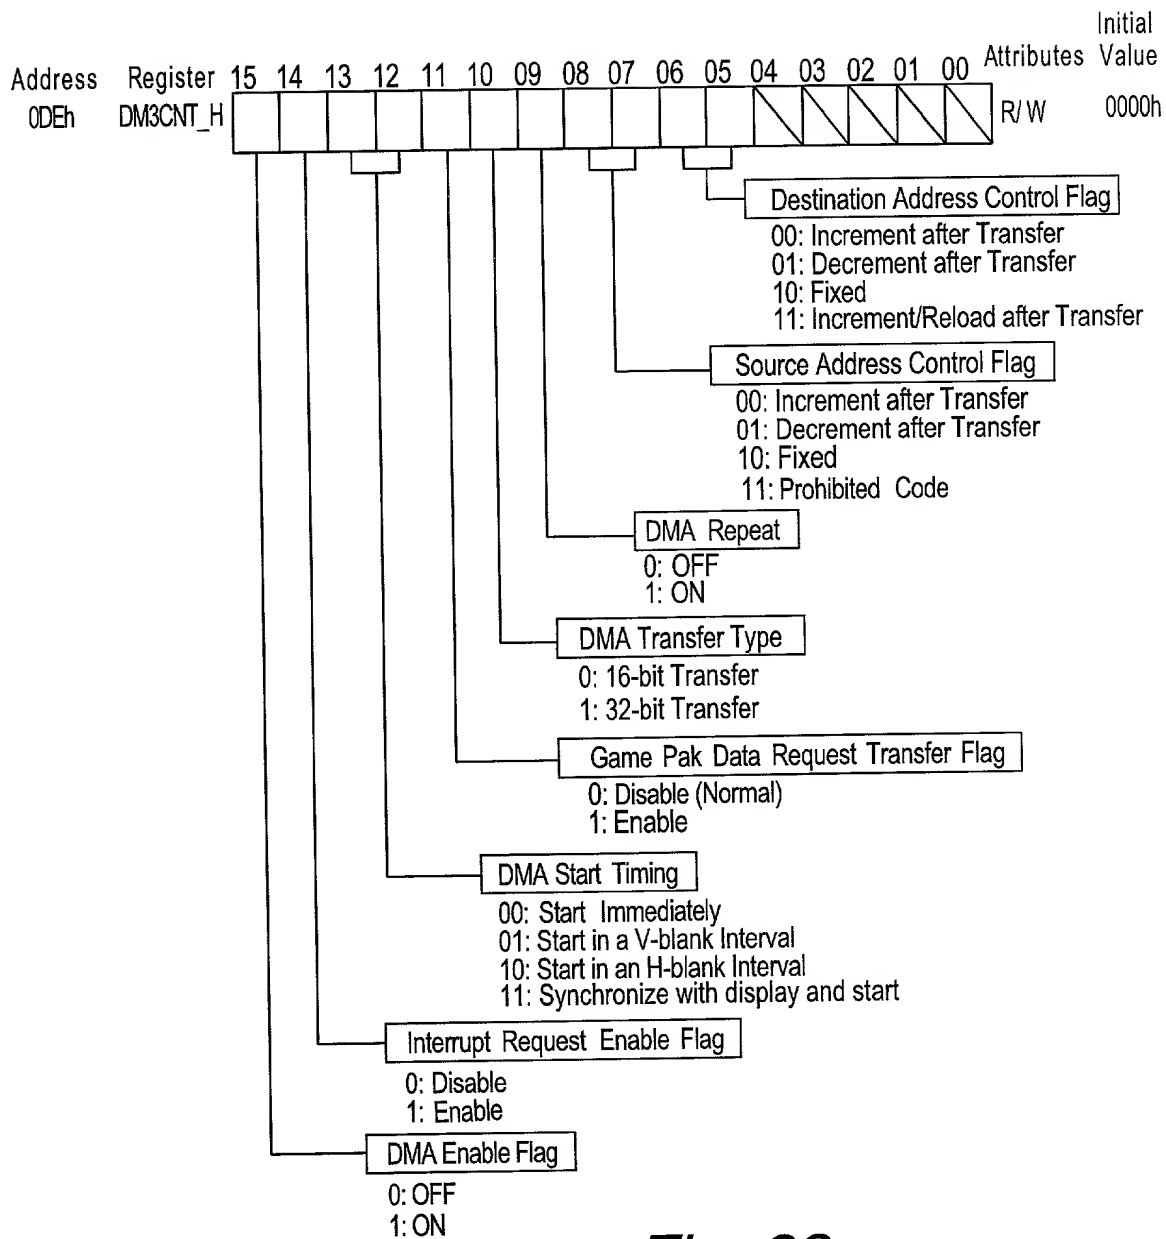 Initial
Address Register 15 14 13 12 11 10 09 08 07 06 05 04 03 02 01 00 Attributes Value
0DEh DM3CNT_H R/W 0000h
Destination Address Control Flag
00: Increment after Transfer
01: Decrement after Transfer
10: Fixed
11: Increment/Reload after Transfer
Source Address Control Flag
00: Increment after Transfer
01: Decrement after Transfer
10: Fixed
11: Prohibited Code
DMA Repeat
0: OFF
1: ON
DMA Transfer Type
0: 16-bit Transfer
1: 32-bit Transfer
Game Pak Data Request Transfer Flag
0: Disable (Normal)
1: Enable
DMA Start Timing
00: Start Immediately
01: Start in a V-blank Interval
10: Start in an H-blank Interval
11: Synchronize with display and start
Interrupt Request Enable Flag
0: Disable
1: Enable
DMA Enable Flag
0: OFF
1: ON